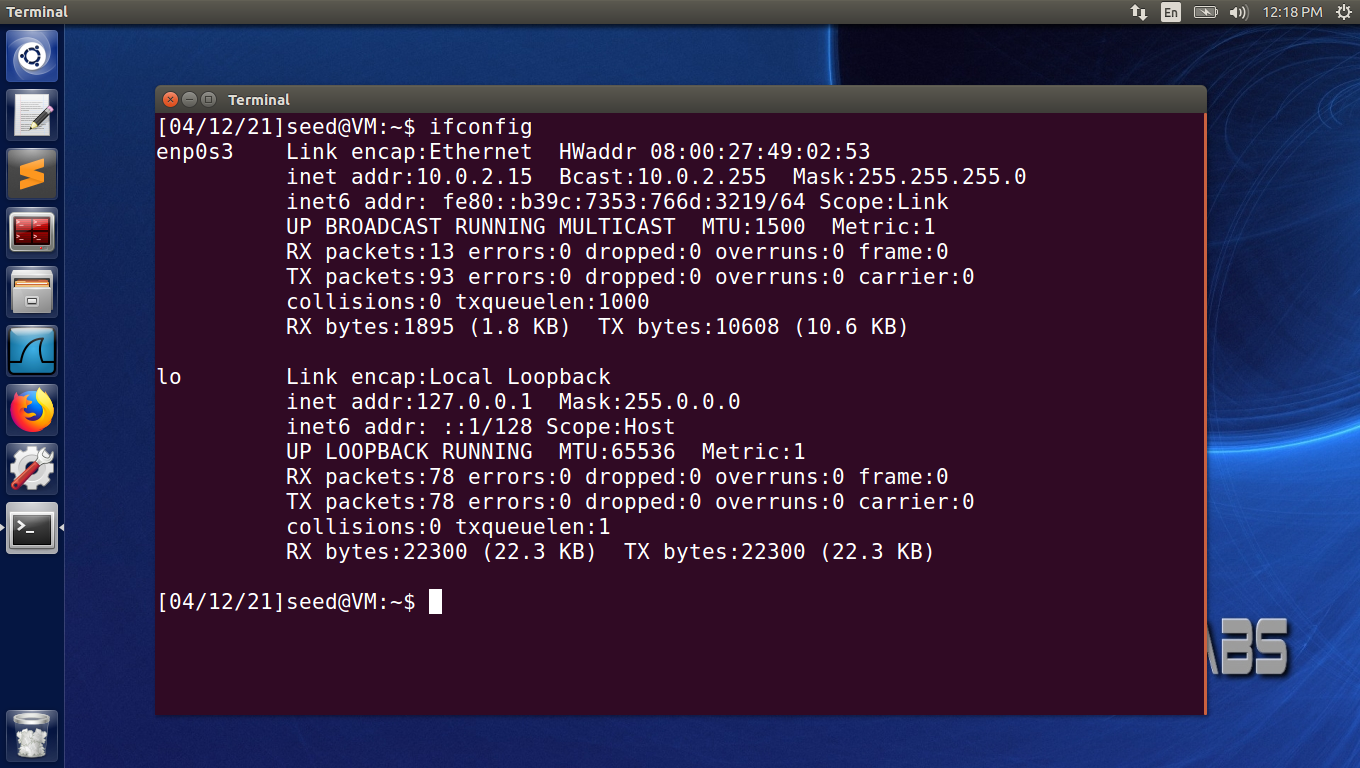 Terminal
En
12:18 PM
Terminal
[04/12/21]seed@VM:~$ ifconfig
enp0s3    Link encap:Ethernet  HWaddr 08:00:27:49:02:53
          inet addr:10.0.2.15  Bcast:10.0.2.255  Mask:255.255.255.0
          inet6 addr: fe80::b39c:7353:766d:3219/64 Scope:Link
          UP BROADCAST RUNNING MULTICAST  MTU:1500  Metric:1
          RX packets:13 errors:0 dropped:0 overruns:0 frame:0
          TX packets:93 errors:0 dropped:0 overruns:0 carrier:0
          collisions:0 txqueuelen:1000
          RX bytes:1895 (1.8 KB)  TX bytes:10608 (10.6 KB)
lo        Link encap:Local Loopback
          inet addr:127.0.0.1  Mask:255.0.0.0
          inet6 addr: ::1/128 Scope:Host
          UP LOOPBACK RUNNING  MTU:65536  Metric:1
          RX packets:78 errors:0 dropped:0 overruns:0 frame:0
          TX packets:78 errors:0 dropped:0 overruns:0 carrier:0
          collisions:0 txqueuelen:1
          RX bytes:22300 (22.3 KB)  TX bytes:22300 (22.3 KB)
[04/12/21]seed@VM:~$
ABS